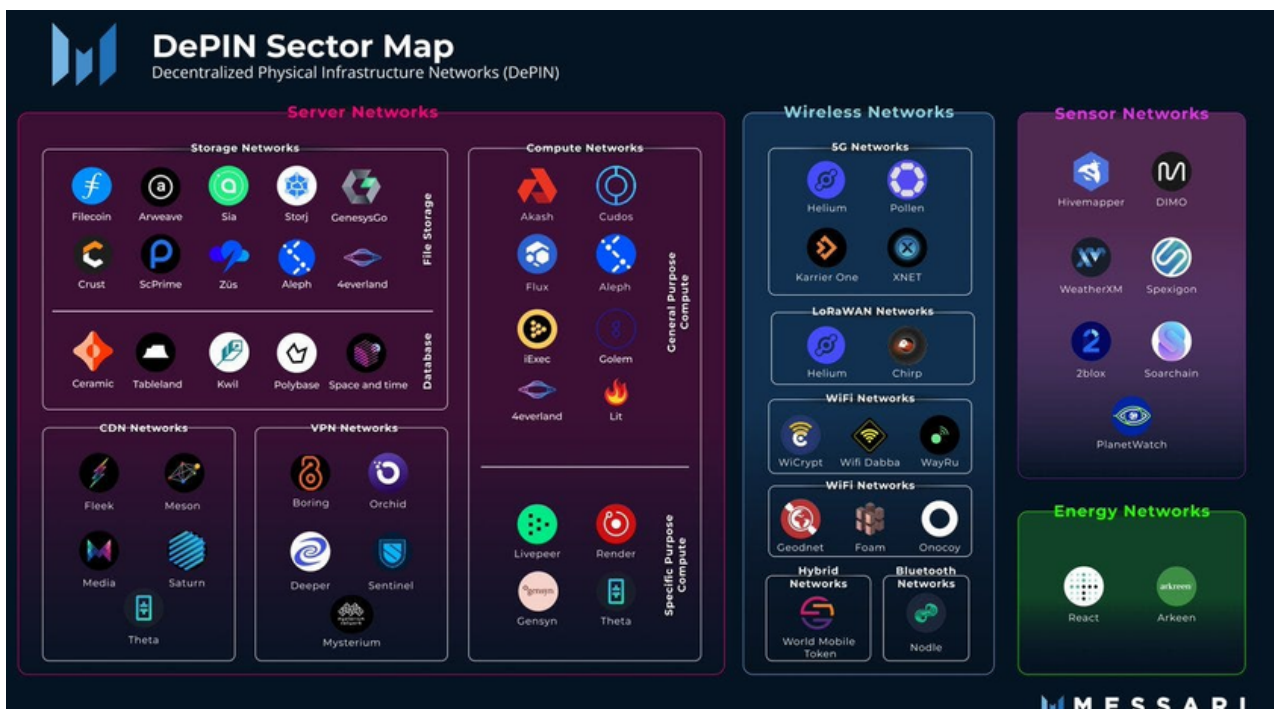 DePIN Sector Map
Decentralized Physical Infrastructure Networks (DePIN)
Server Networks
Storage Networks
Filecoin
Arweave
Sia
Storj
GenesysGo
Crust
ScPrime
Züs
Aleph
4everland
File Storage
Ceramic
Tableland
Kwil
Polybase
Space and time
Database
CDN Networks
Fleek
Meson
Media
Saturn
Theta
VPN Networks
Boring
Orchid
Deeper
Sentinel
mysterium
network
Mysterium
Compute Networks
Akash
Cudos
Flux
Aleph
iExec
Golem
4everland
Lit
General Purpose
Compute
Livepeer
Render
gensyn
Gensyn
Theta
Specific Purpose
Compute
Wireless Networks
5G Networks
Helium
Pollen
Karrier One
XNET
LoRaWAN Networks
Helium
Chirp
WiFi Networks
WiCrypt
Wifi Dabba
WayRu
WiFi Networks
Geodnet
Foam
Onocoy
Hybrid
Networks
World Mobile
Token
Bluetooth
Networks
Nodle
Sensor Networks
Hivemapper
DIMO
WeatherXM
Spexigon
2
2blox
Soarchain
PlanetWatch
Energy Networks
React
arkreen
Arkeen
MESSARI